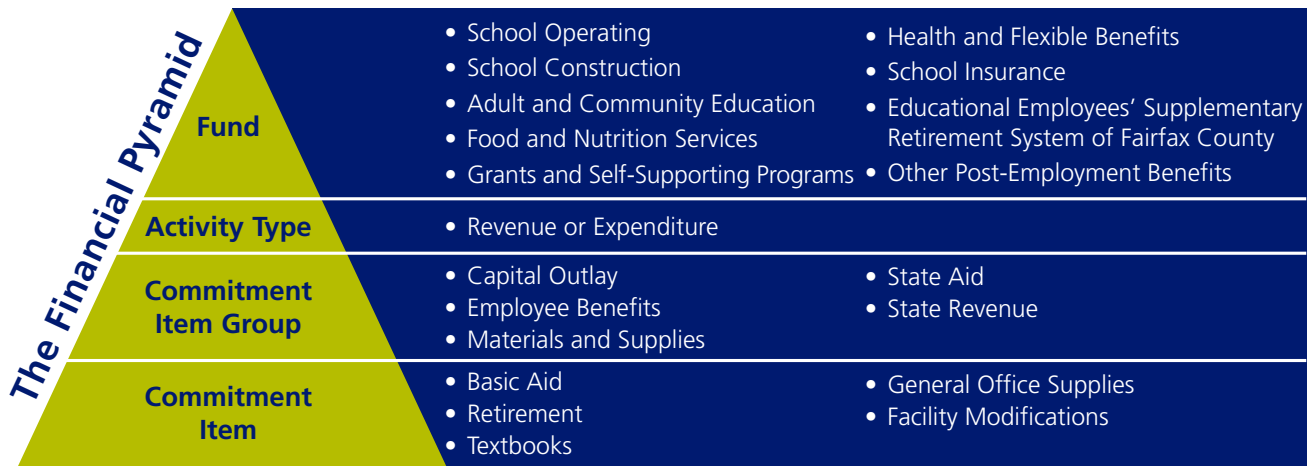 The Financial Pyramid
Fund
• School Operating
• School Construction
• Adult and Community Education
• Food and Nutrition Services
• Grants and Self-Supporting Programs
• Health and Flexible Benefits
• School Insurance
• Educational Employees’ Supplementary
Retirement System of Fairfax County
• Other Post-Employment Benefits
Activity Type
• Revenue or Expenditure
Commitment
Item Group
• Capital Outlay
• Employee Benefits
• Materials and Supplies
• State Aid
• State Revenue
Commitment
Item
• Basic Aid
• Retirement
• Textbooks
• General Office Supplies
• Facility Modifications